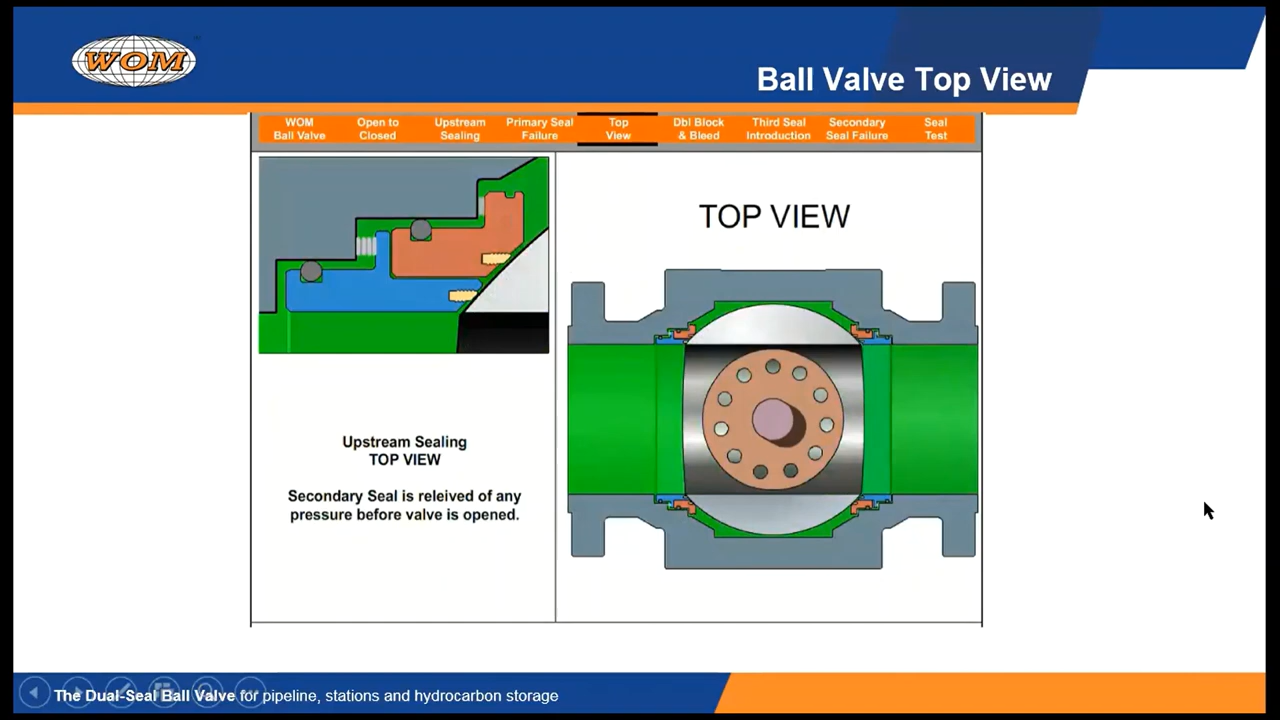 WOM
Ball Valve Top View
WOM
Ball Valve
Open to
Closed
Upstream
Sealing
Primary Seal
Failure
Top
View
Dbl Block
& Bleed
Third Seal
Introduction
Secondary
Seal Failure
Seal
Test
TOP VIEW
Upstream Sealing
TOP VIEW
Secondary Seal is releived of any
pressure before valve is opened.
The Dual-Seal Ball Valve for pipeline, stations and hydrocarbon storage